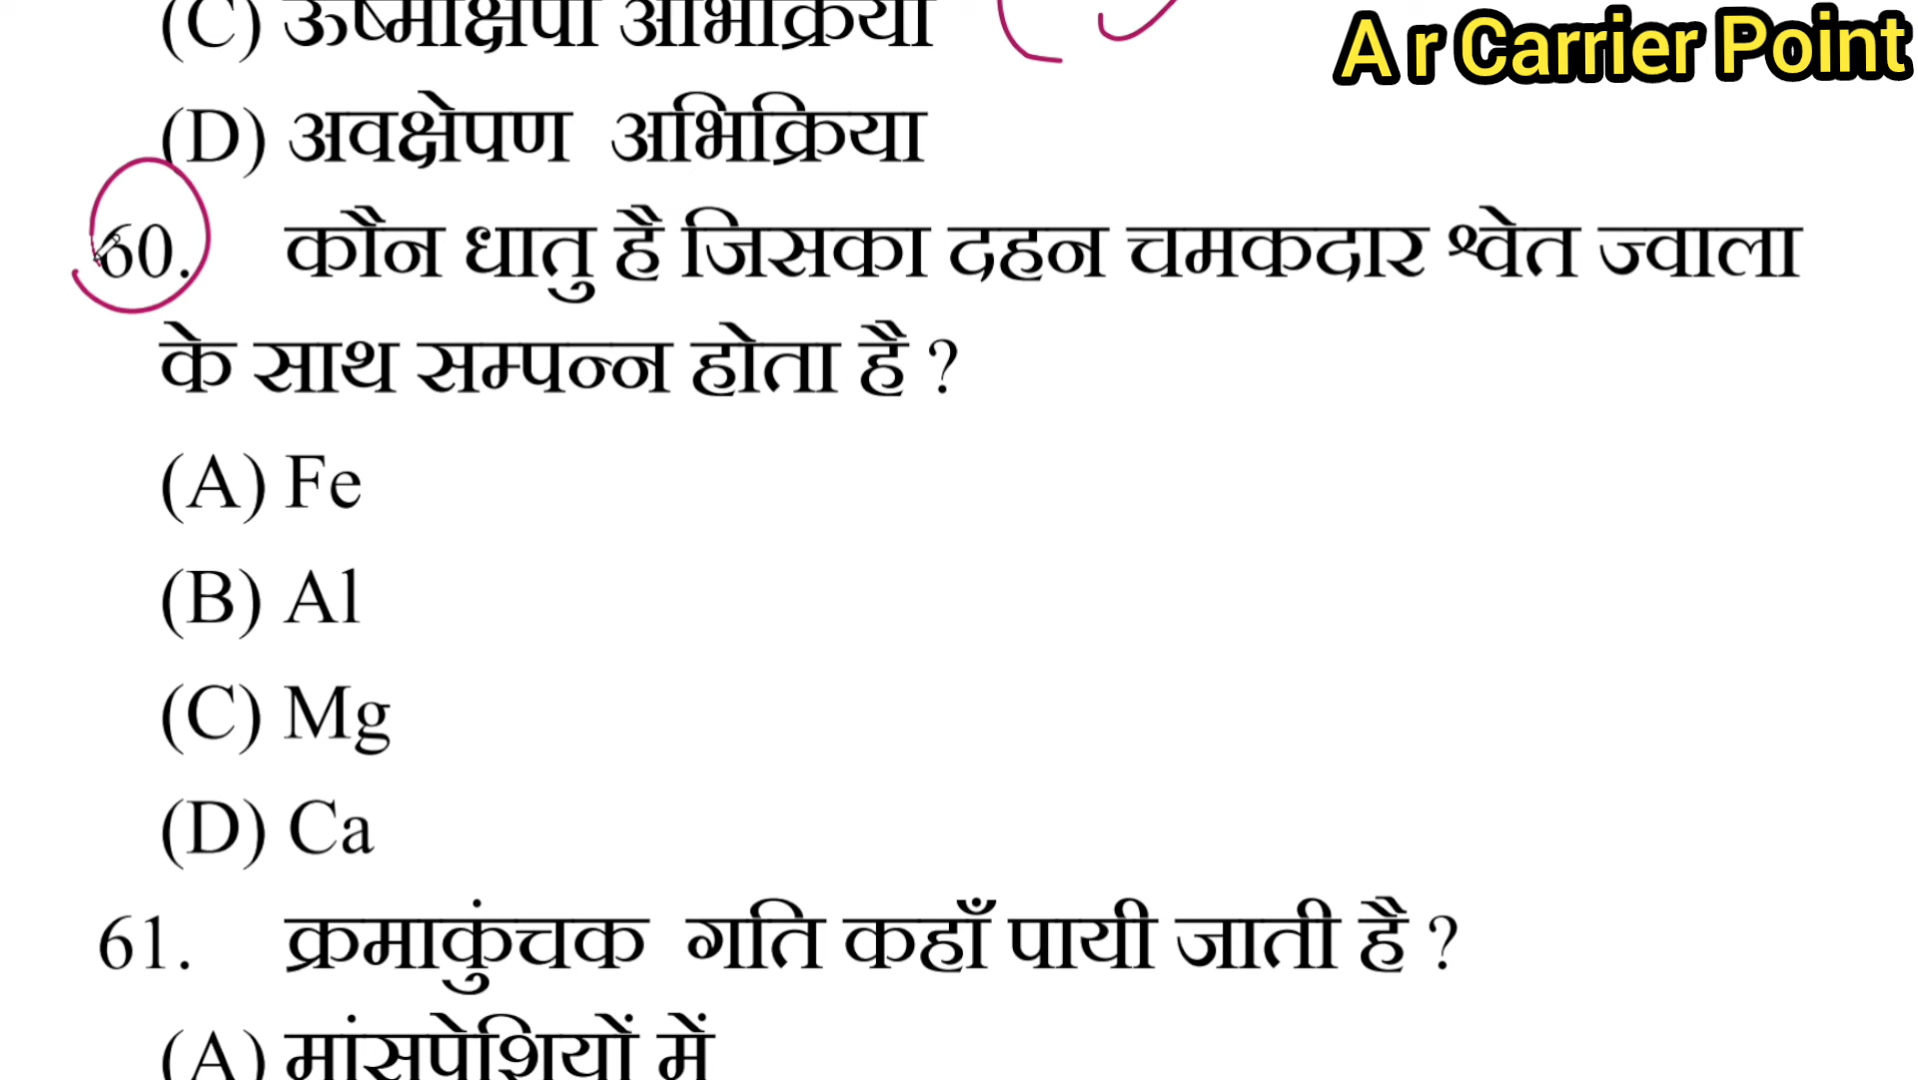 (C) ऊष्माक्षेपी अभिक्रिया
A r Carrier Point
(D) अवक्षेपण अभिक्रिया
60. कौन धातु है जिसका दहन चमकदार श्वेत ज्वाला
के साथ सम्पन्न होता है ?
(A) Fe
(B) Al
(C) Mg
(D) Ca
61. क्रमाकुंचक गति कहाँ पायी जाती है ?
(A) मांसपेशियों में